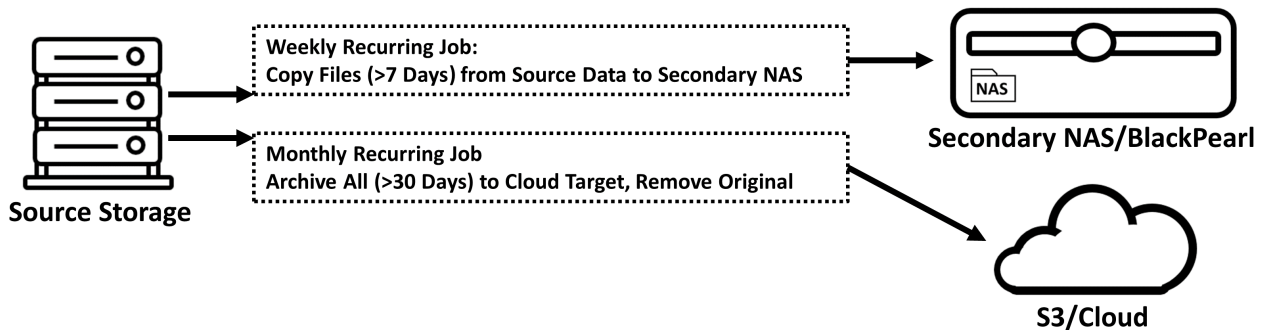 Weekly Recurring Job:
Copy Files (>7 Days) from Source Data to Secondary NAS
NAS
Secondary NAS/BlackPearl
Monthly Recurring Job
Archive All (>30 Days) to Cloud Target, Remove Original
Source Storage
S3/Cloud